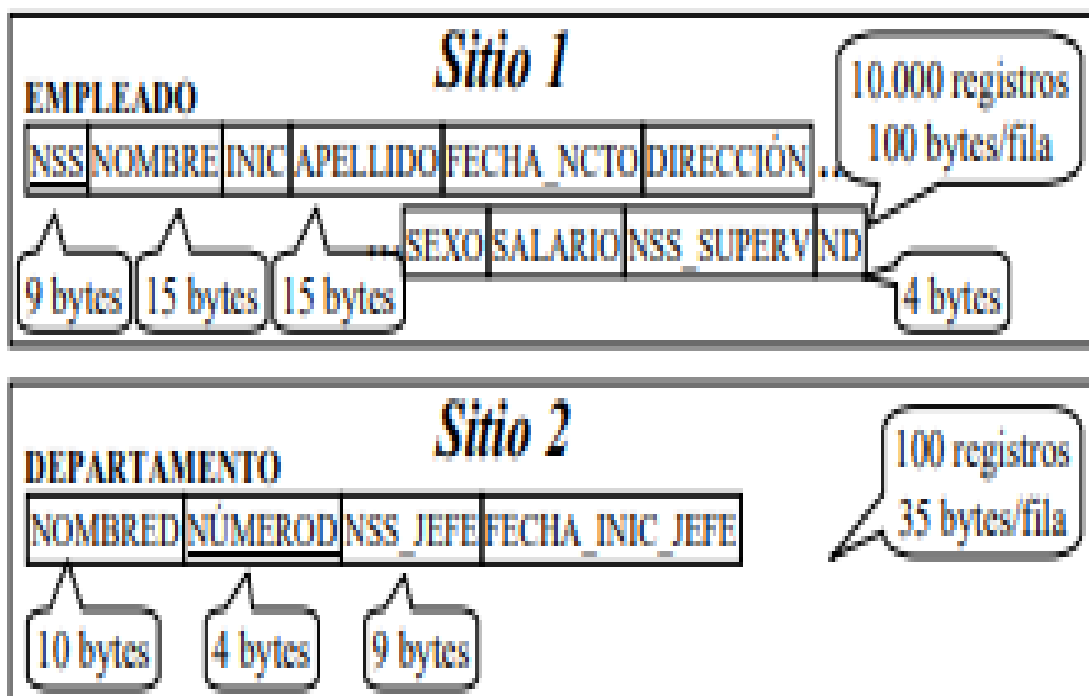 Sitio 1
EMPLEADO
10.000 registros
100 bytes/fila
NSS NOMBRE INIC APELLIDO FECHA_NCTO DIRECCIÓN ...
... SEXO SALARIO NSS_SUPERV ND
9 bytes 15 bytes 15 bytes 4 bytes
Sitio 2
DEPARTAMENTO
100 registros
35 bytes/fila
NOMBRED NÚMEROD NSS_JEFE FECHA_INIC_JEFE
10 bytes 4 bytes 9 bytes